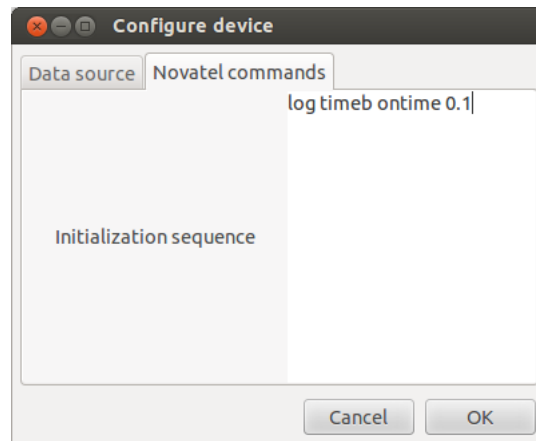 Configure device
Data source Novatel commands
log timeb ontime 0.1
Initialization sequence
Cancel OK